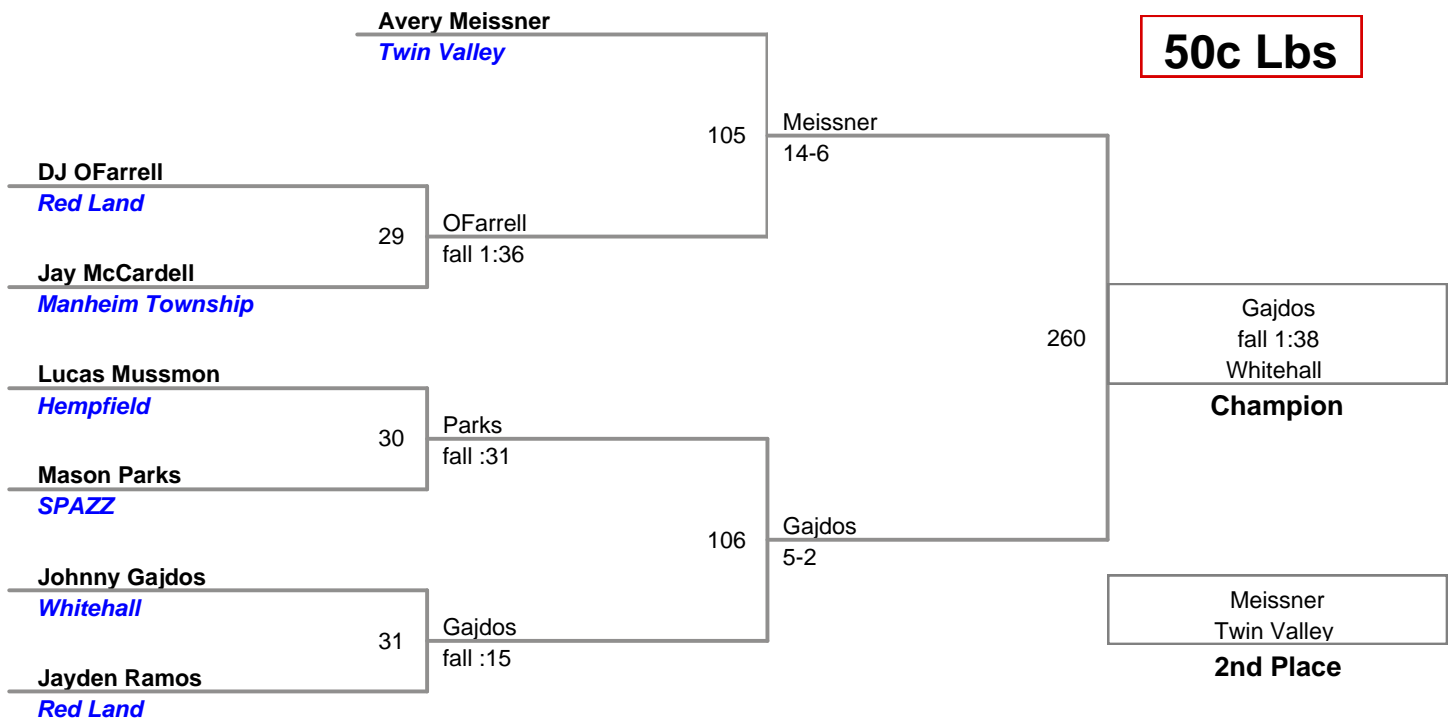 Avery Meissner
Twin Valley
50c Lbs
105
Meissner
14-6
DJ OFarrell
Red Land
29
OFarrell
fall 1:36
Jay McCardell
Manheim Township
260
Gajdos
fall 1:38
Whitehall
Champion
Lucas Mussmon
Hempfield
30
Parks
fall :31
Mason Parks
SPAZZ
106
Gajdos
5-2
Johnny Gajdos
Whitehall
31
Gajdos
fall :15
Jayden Ramos
Red Land
Meissner
Twin Valley
2nd Place